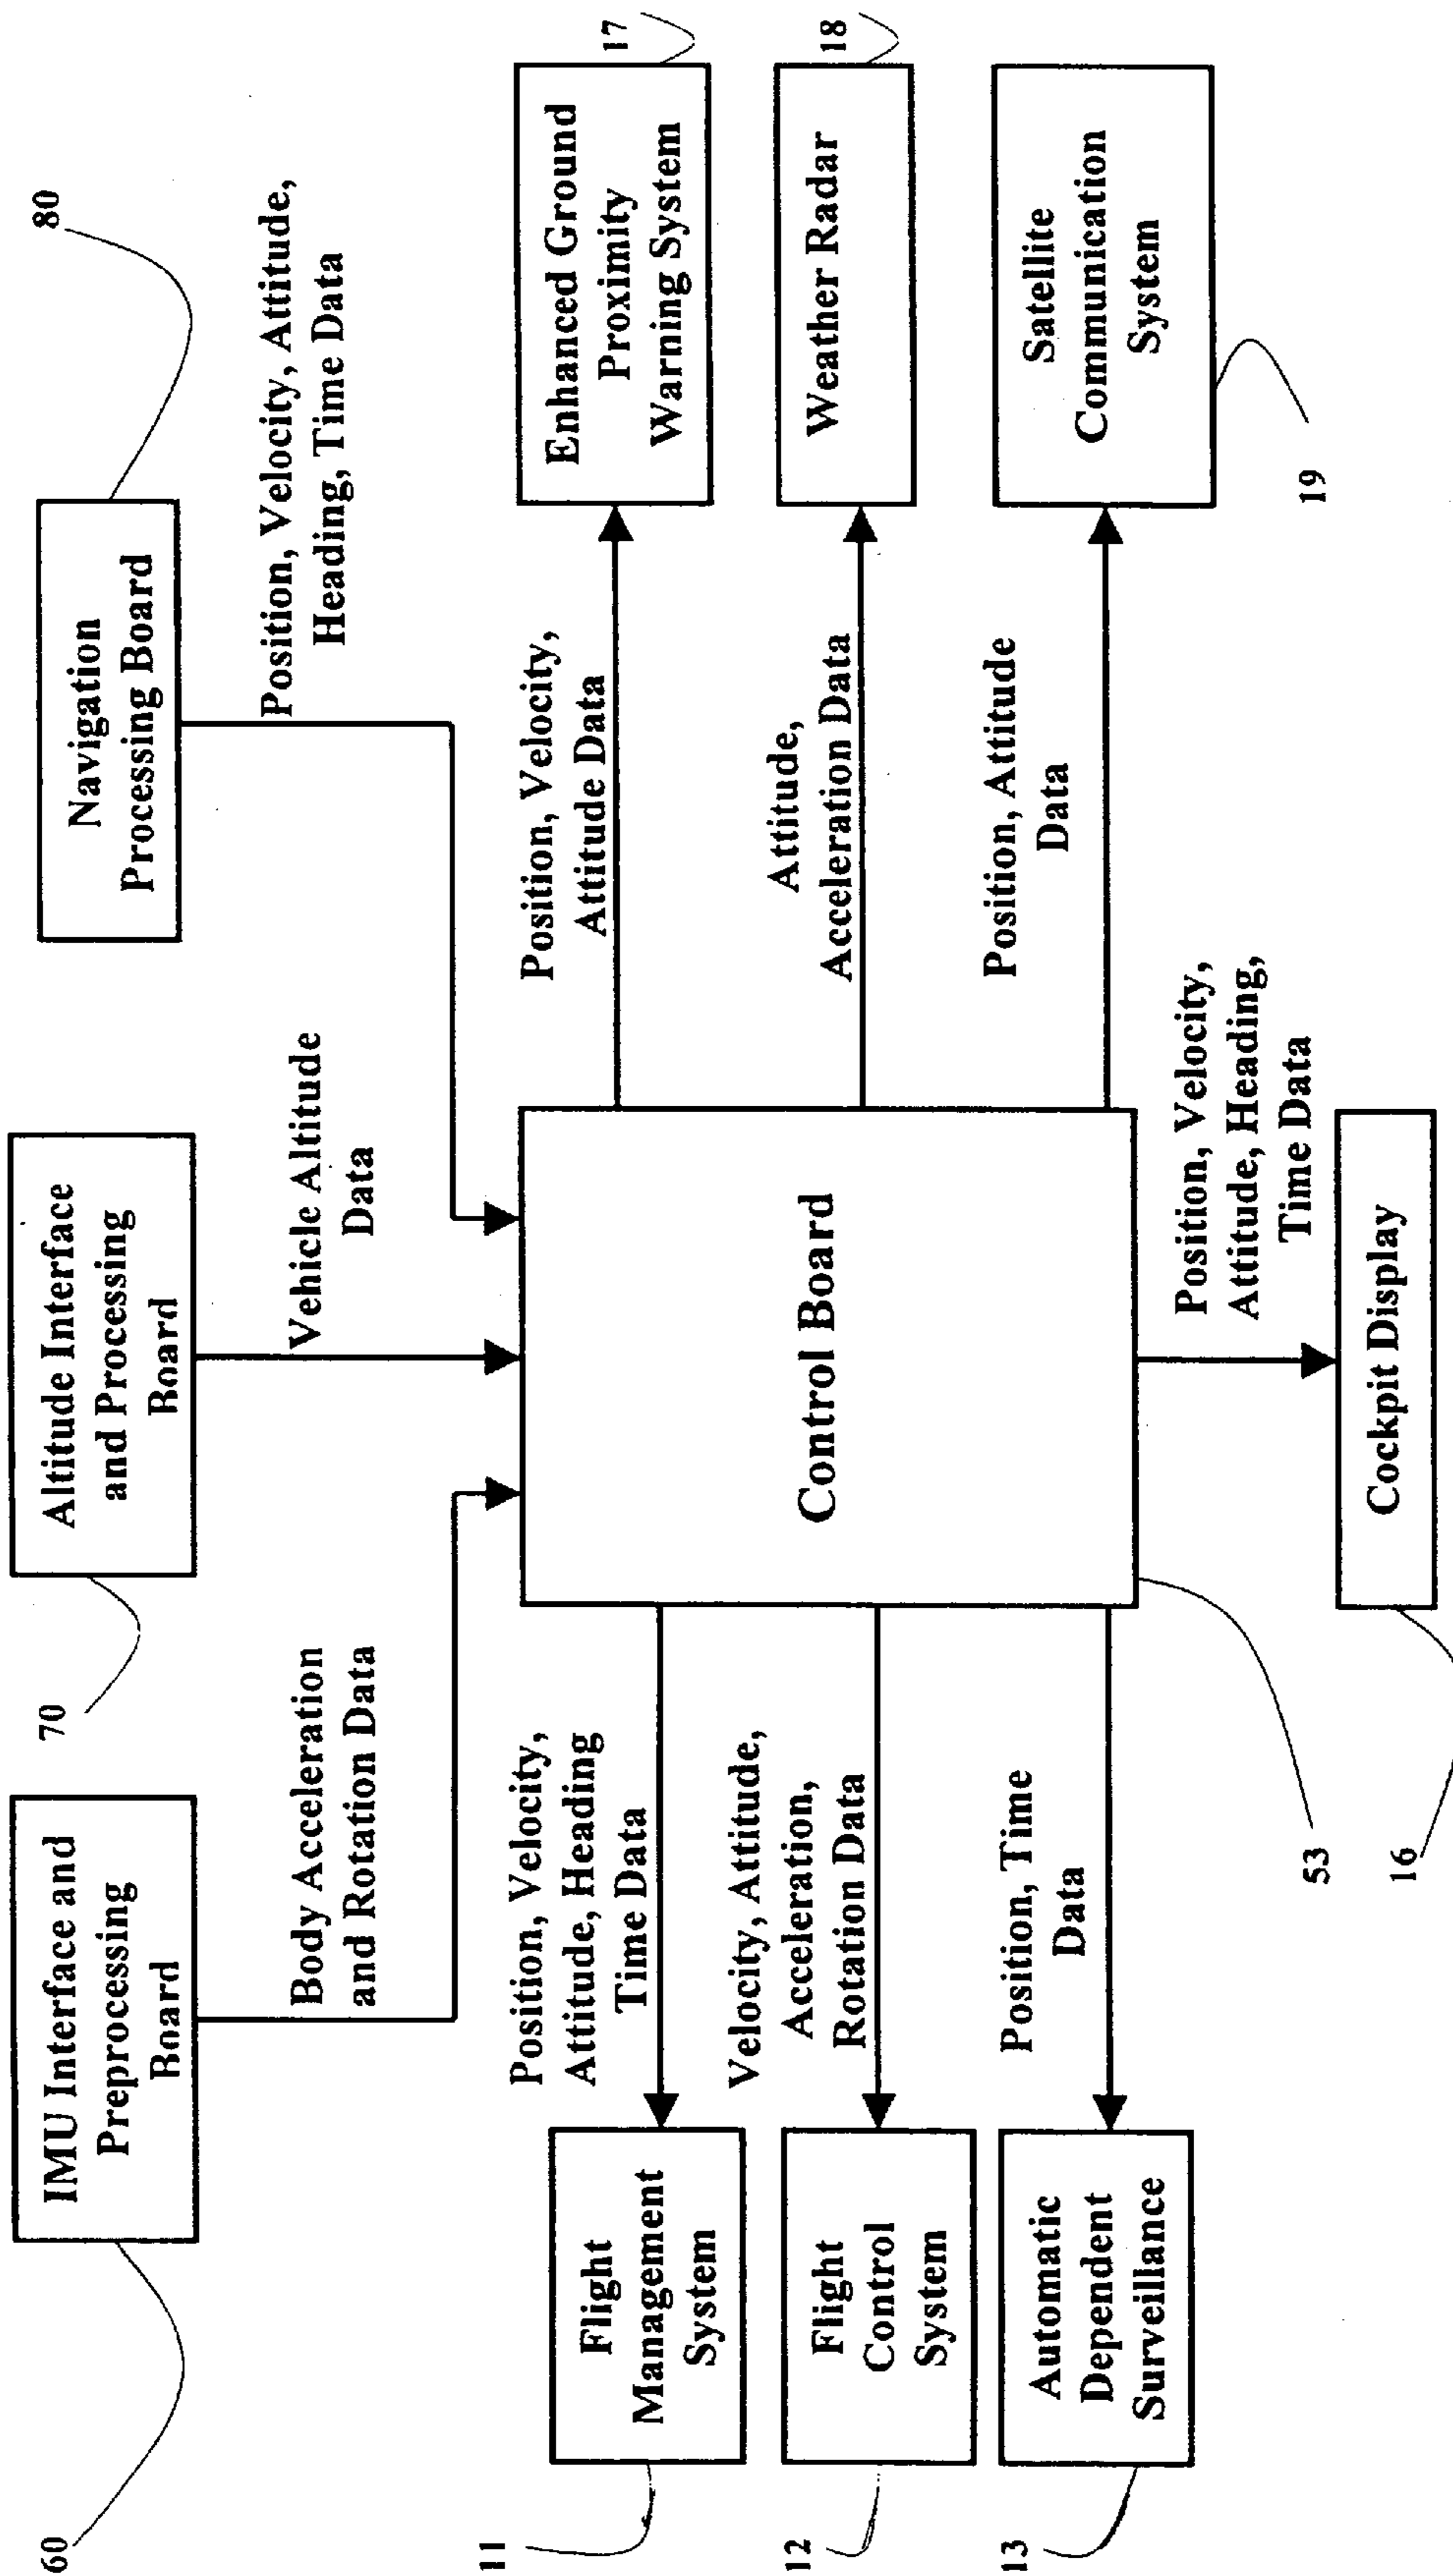 60
IMU Interface and
Preprocessing
Board
70
Altitude Interface
and Processing
Board
80
Navigation
Processing Board
Body Acceleration
and Rotation Data
Vehicle Altitude
Data
Position, Velocity, Attitude,
Heading, Time Data
11
Flight
Management
System
Position, Velocity,
Attitude, Heading
Time Data
12
Flight
Control
System
Velocity, Attitude,
Acceleration,
Rotation Data
13
Automatic
Dependent
Surveillance
Position, Time
Data
Control Board
53
Position, Velocity,
Attitude Data
Enhanced Ground
Proximity
Warning System
17
Attitude,
Acceleration Data
Weather Radar
18
Position, Attitude
Data
Satellite
Communication
System
19
Position, Velocity,
Attitude, Heading,
Time Data
16
Cockpit Display